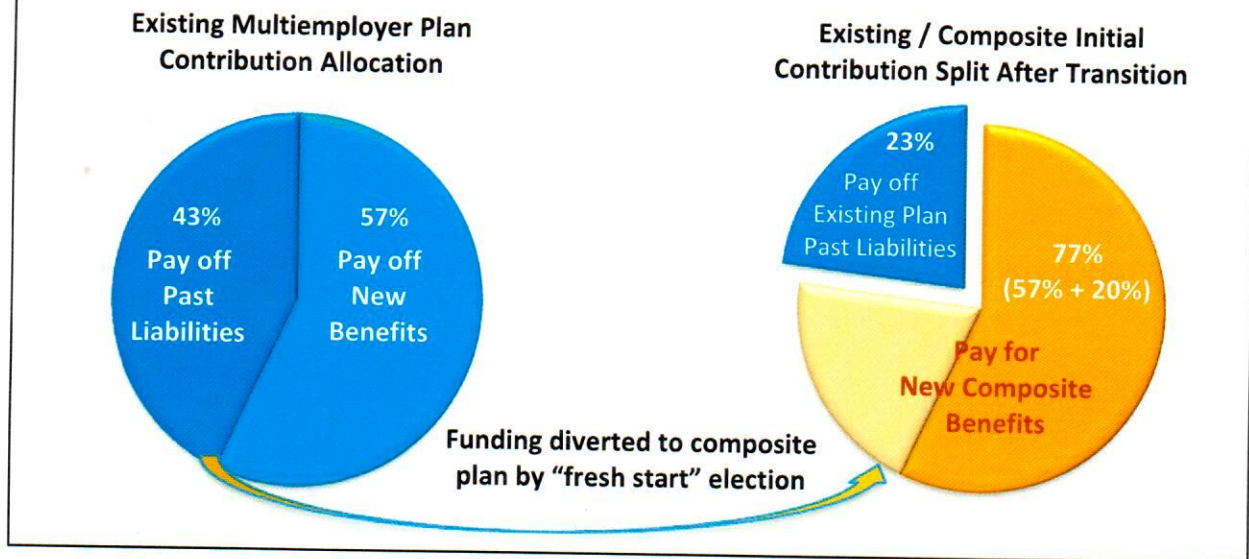 Existing Multiemployer Plan
Contribution Allocation
43%
Pay off
Past
Liabilities
57%
Pay off
New
Benefits
Existing / Composite Initial
Contribution Split After Transition
23%
Pay off
Existing Plan
Past Liabilities
77%
(57% + 20%)
Pay for
New Composite
Benefits
Funding diverted to composite
plan by “fresh start” election